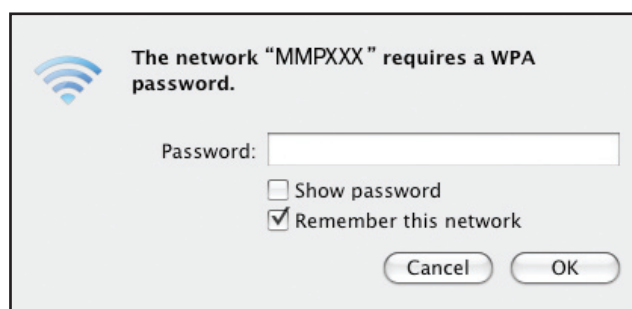 The network “MMPXXX” requires a WPA
password.
Password:
Show password
Remember this network
Cancel
OK